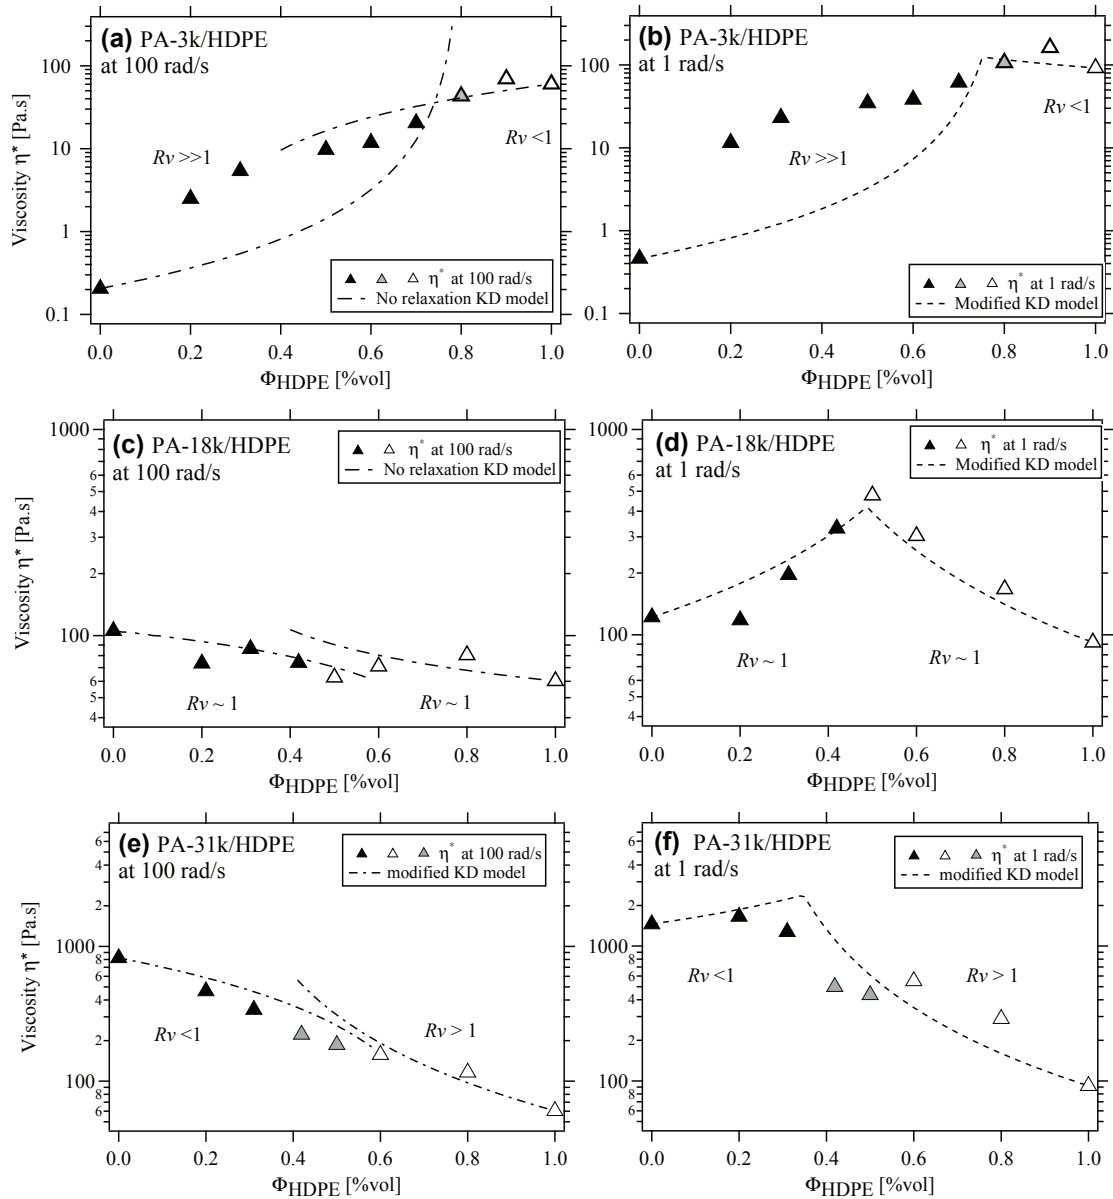 (a) PA-3k/HDPE
at 100 rad/s
100
10
1
0.1
Viscosity η* [Pa.s]
Rv >>1
Rv <1
η* at 100 rad/s
No relaxation KD model
0.0 0.2 0.4 0.6 0.8 1.0
ΦHDPE [%vol]
(b) PA-3k/HDPE
at 1 rad/s
100
10
1
0.1
Rv >>1
Rv <1
η* at 1 rad/s
Modified KD model
0.0 0.2 0.4 0.6 0.8 1.0
ΦHDPE [%vol]
(c) PA-18k/HDPE
at 100 rad/s
1000
6
5
4
3
2
100
6
5
4
Viscosity η* [Pa.s]
η* at 100 rad/s
No relaxation KD model
Rv ~ 1
Rv ~ 1
0.0 0.2 0.4 0.6 0.8 1.0
ΦHDPE [%vol]
(d) PA-18k/HDPE
at 1 rad/s
1000
6
5
4
3
2
100
6
5
4
η* at 1 rad/s
Modified KD model
Rv ~ 1
Rv ~ 1
0.0 0.2 0.4 0.6 0.8 1.0
ΦHDPE [%vol]
(e) PA-31k/HDPE
at 100 rad/s
6
4
2
1000
8
6
4
2
100
8
6
Viscosity η* [Pa.s]
η* at 100 rad/s
modified KD model
Rv <1
Rv > 1
0.0 0.2 0.4 0.6 0.8 1.0
ΦHDPE [%vol]
(f) PA-31k/HDPE
at 1 rad/s
6
4
2
1000
8
6
4
2
100
8
6
η* at 1 rad/s
modified KD model
Rv <1
Rv > 1
0.0 0.2 0.4 0.6 0.8 1.0
ΦHDPE [%vol]